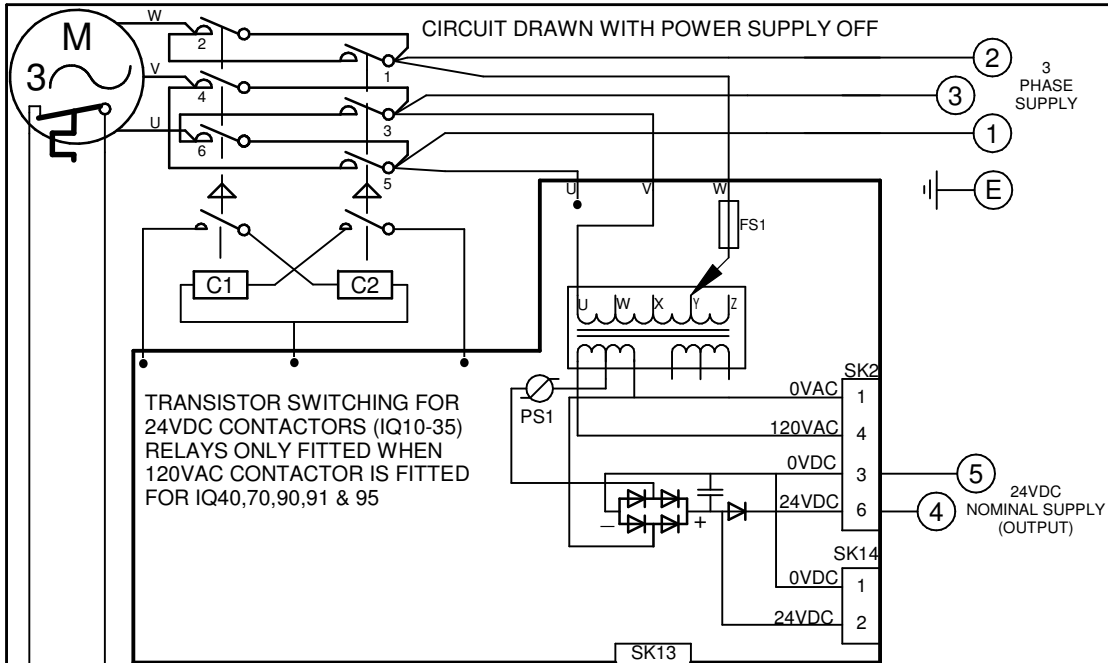 CIRCUIT DRAWN WITH POWER SUPPLY OFF
W
M
3
V
U
2
1
4
3
6
5
2
3
1
E
3
PHASE
SUPPLY
U
V
W
FS1
C1
C2
U
W
X
Y
Z
TRANSISTOR SWITCHING FOR
24VDC CONTACTORS (IQ10-35)
RELAYS ONLY FITTED WHEN
120VAC CONTACTOR IS FITTED
FOR IQ40,70,90,91 & 95
PS1
SK2
0VAC
1
120VAC
4
0VDC
3
24VDC
6
5
4
24VDC
NOMINAL SUPPLY
(OUTPUT)
+
–
SK14
0VDC
1
24VDC
2
SK13